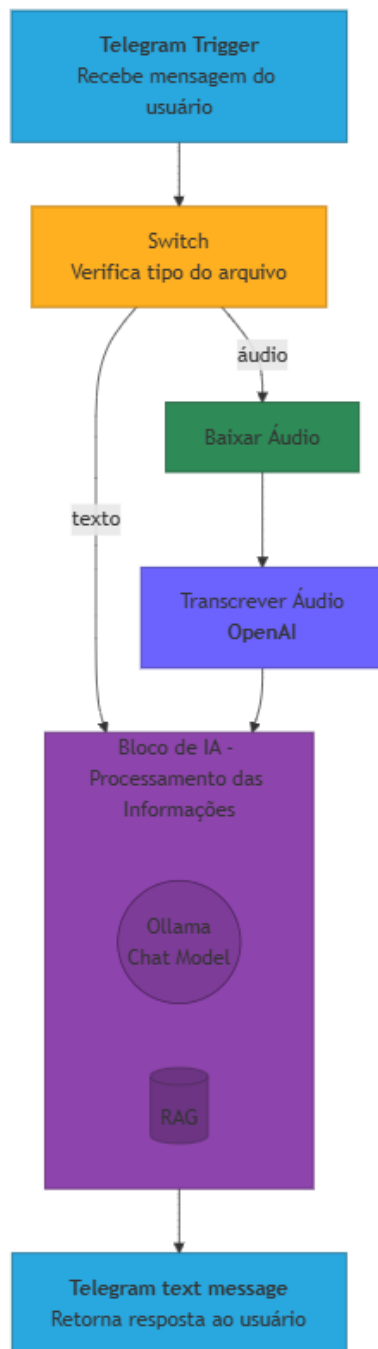 Telegram Trigger
Recebe mensagem do
usuário
Switch
Verifica tipo do arquivo
áudio
Baixar Áudio
texto
Transcrever Áudio
OpenAI
Bloco de IA -
Processamento das
Informações
Ollama
Chat Model
RAG
Telegram text message
Retorna resposta ao usuário